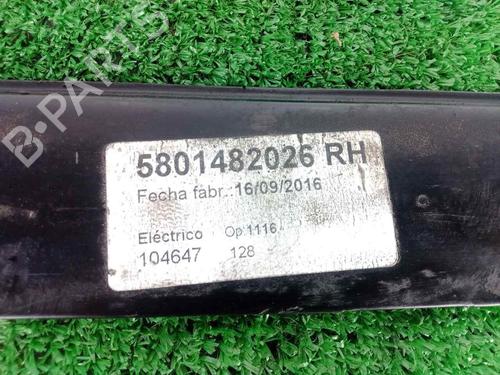 B-PARTS
5801482026 RH
Fecha fabr.:16/09/2016
Eléctrico Op.1116
104647 128